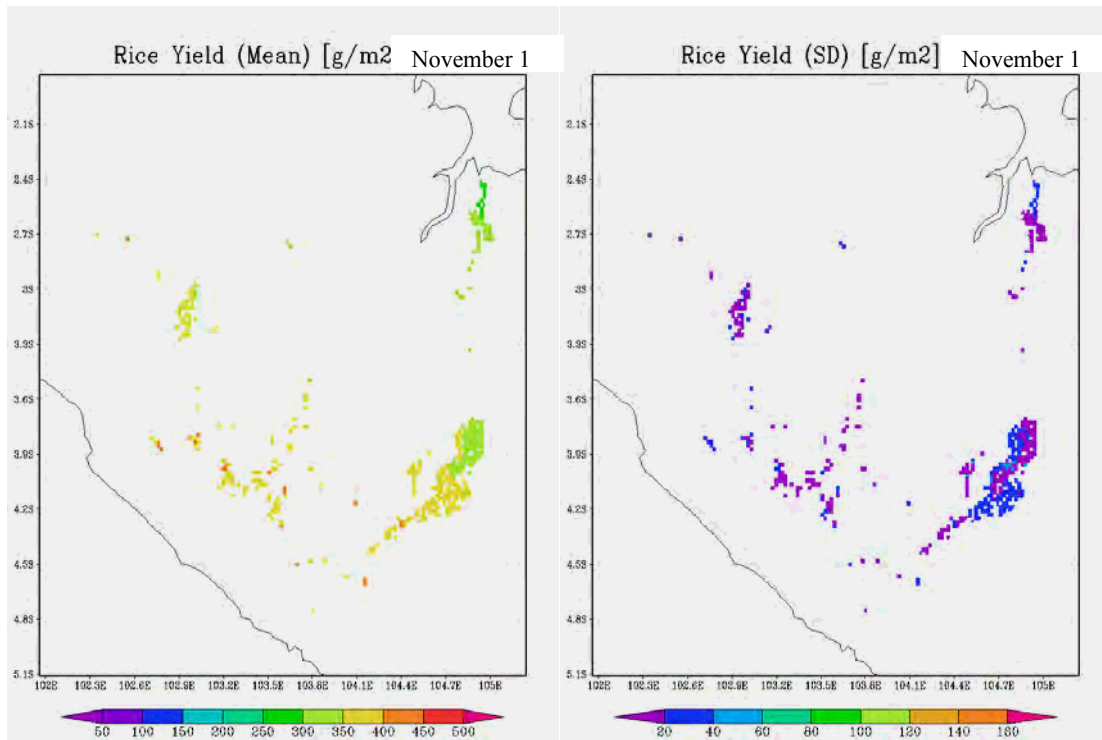 Rice Yield (Mean) [g/m2 November 1
Rice Yield (SD) [g/m2] November 1
2.1S
2.4S
2.7S
3S
3.3S
3.6S
3.9S
4.2S
4.5S
4.8S
5.1S
102E 102.3E 102.6E 102.9E 103.2E 103.5E 103.8E 104.1E 104.4E 104.7E 105E
50 100 150 200 250 300 350 400 450 500
2.1S
2.4S
2.7S
3S
3.3S
3.6S
3.9S
4.2S
4.5S
4.8S
5.1S
102E 102.3E 102.6E 102.9E 103.2E 103.5E 103.8E 104.1E 104.4E 104.7E 105E
20 40 60 80 100 120 140 160